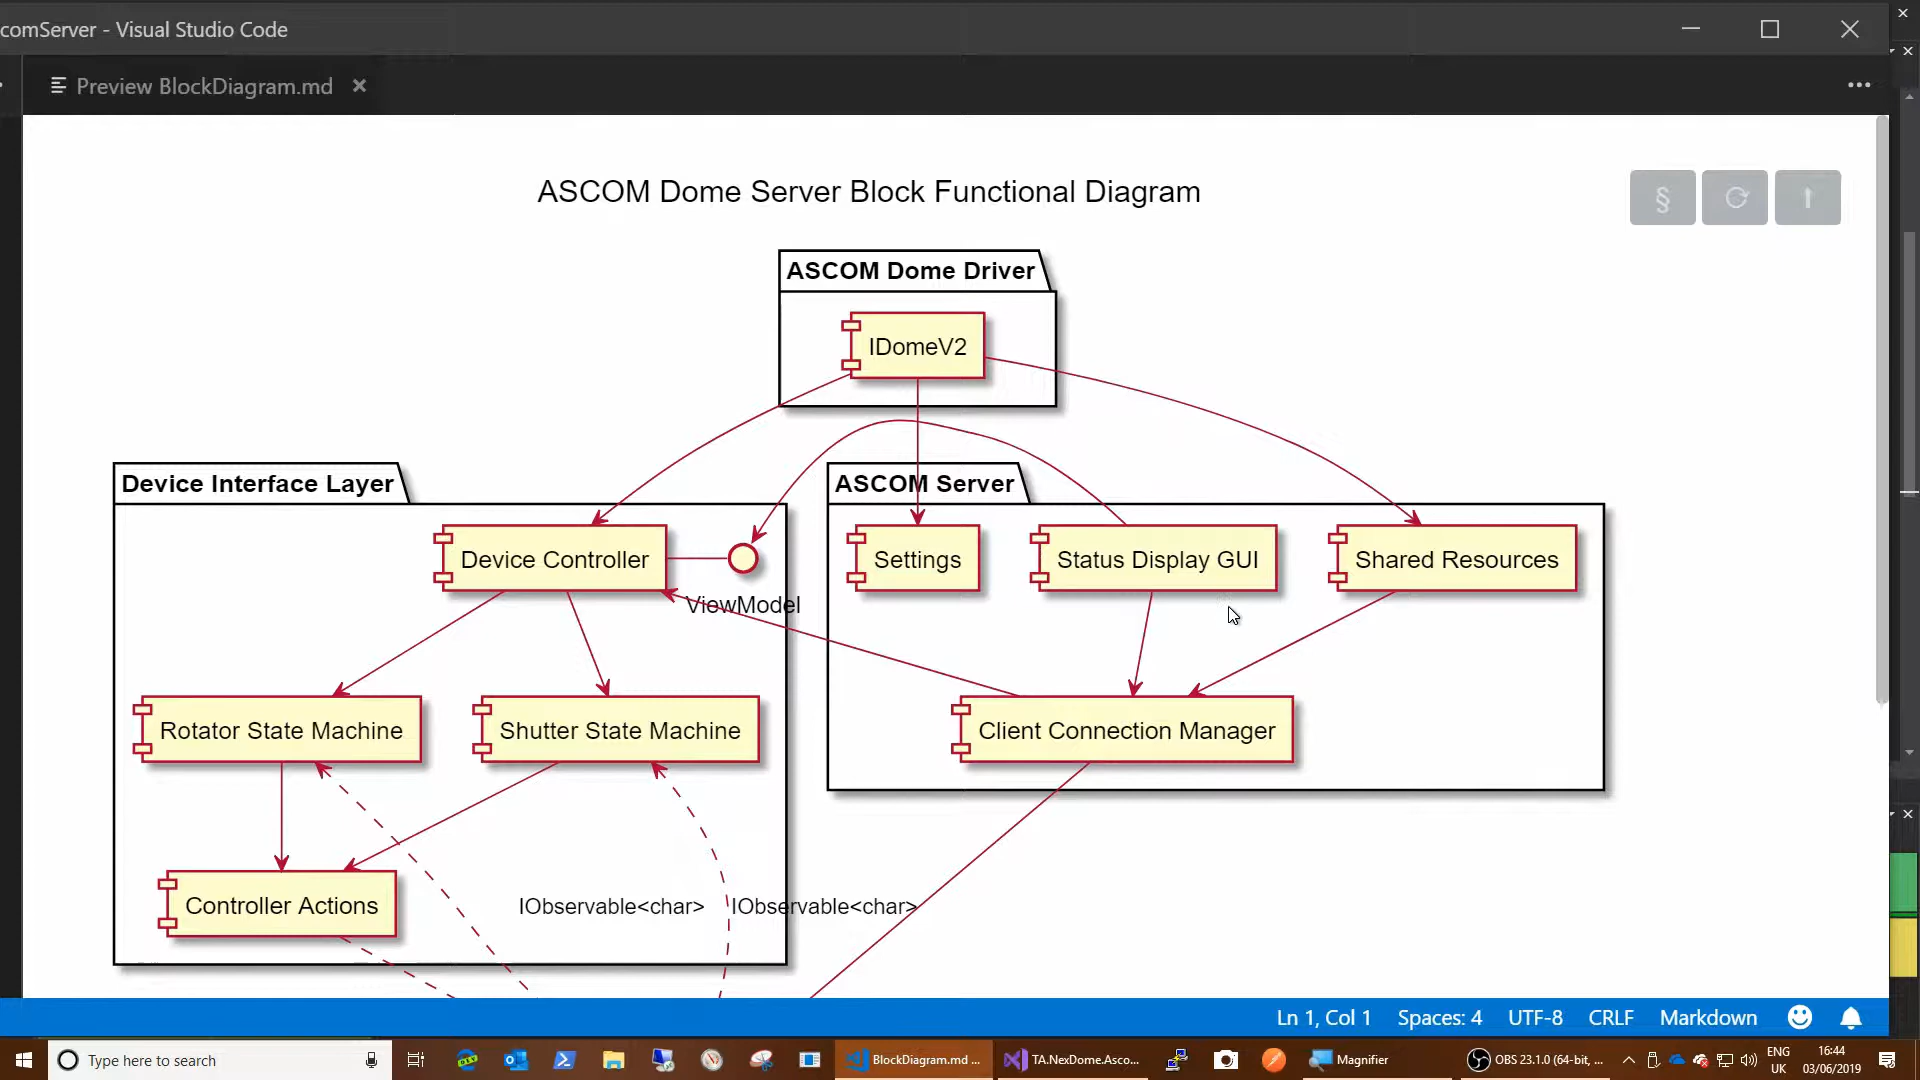 comServer - Visual Studio Code
Preview BlockDiagram.md
ASCOM Dome Server Block Functional Diagram
§
ASCOM Dome Driver
IDomeV2
Device Interface Layer
ASCOM Server
Device Controller
Settings
Status Display GUI
Shared Resources
ViewModel
Rotator State Machine
Shutter State Machine
Client Connection Manager
Controller Actions
IObservable<char>
IObservable<char>
Ln 1, Col 1
Spaces: 4
UTF-8
CRLF
Markdown
Type here to search
BlockDiagram.md ...
TA.NexDome.Asco...
Magnifier
OBS 23.1.0 (64-bit, ...
ENG
UK
16:44
03/06/2019